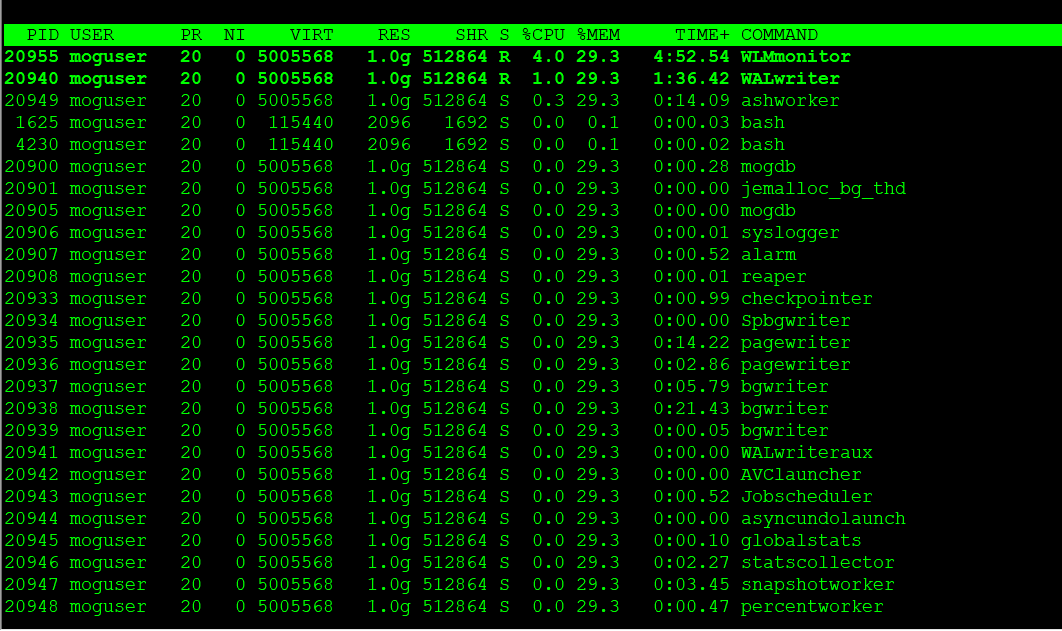 PID USER PR NI VIRT RES SHR S %CPU %MEM TIME+ COMMAND
20955 moguser 20 0 5005568 1.0g 512864 R 4.0 29.3 4:52.54 WLMmonitor
20940 moguser 20 0 5005568 1.0g 512864 R 1.0 29.3 1:36.42 WALwriter
20949 moguser 20 0 5005568 1.0g 512864 S 0.3 29.3 0:14.09 ashworker
1625 moguser 20 0 115440 2096 1692 S 0.0 0.1 0:00.03 bash
4230 moguser 20 0 115440 2096 1692 S 0.0 0.1 0:00.02 bash
20900 moguser 20 0 5005568 1.0g 512864 S 0.0 29.3 0:00.28 mogdb
20901 moguser 20 0 5005568 1.0g 512864 S 0.0 29.3 0:00.00 jemalloc_bg_thd
20905 moguser 20 0 5005568 1.0g 512864 S 0.0 29.3 0:00.00 mogdb
20906 moguser 20 0 5005568 1.0g 512864 S 0.0 29.3 0:00.01 syslogger
20907 moguser 20 0 5005568 1.0g 512864 S 0.0 29.3 0:00.52 alarm
20908 moguser 20 0 5005568 1.0g 512864 S 0.0 29.3 0:00.01 reaper
20933 moguser 20 0 5005568 1.0g 512864 S 0.0 29.3 0:00.99 checkpointer
20934 moguser 20 0 5005568 1.0g 512864 S 0.0 29.3 0:00.00 Spbgwriter
20935 moguser 20 0 5005568 1.0g 512864 S 0.0 29.3 0:14.22 pagewriter
20936 moguser 20 0 5005568 1.0g 512864 S 0.0 29.3 0:02.86 pagewriter
20937 moguser 20 0 5005568 1.0g 512864 S 0.0 29.3 0:05.79 bgwriter
20938 moguser 20 0 5005568 1.0g 512864 S 0.0 29.3 0:21.43 bgwriter
20939 moguser 20 0 5005568 1.0g 512864 S 0.0 29.3 0:00.05 bgwriter
20941 moguser 20 0 5005568 1.0g 512864 S 0.0 29.3 0:00.00 WALwriteraux
20942 moguser 20 0 5005568 1.0g 512864 S 0.0 29.3 0:00.00 AVClauncher
20943 moguser 20 0 5005568 1.0g 512864 S 0.0 29.3 0:00.52 Jobscheduler
20944 moguser 20 0 5005568 1.0g 512864 S 0.0 29.3 0:00.00 asyncundolaunch
20945 moguser 20 0 5005568 1.0g 512864 S 0.0 29.3 0:00.10 globalstats
20946 moguser 20 0 5005568 1.0g 512864 S 0.0 29.3 0:02.27 statscollector
20947 moguser 20 0 5005568 1.0g 512864 S 0.0 29.3 0:03.45 snapshotworker
20948 moguser 20 0 5005568 1.0g 512864 S 0.0 29.3 0:00.47 percentworker